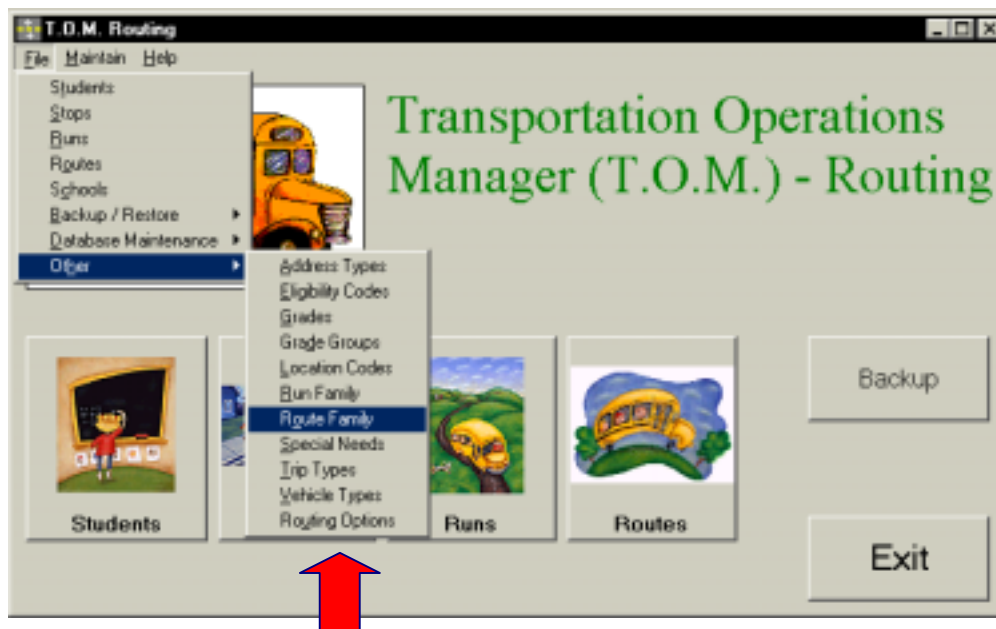 T.O.M. Routing
File Maintain Help
Students
Stops
Runs
Routes
Schools
Backup / Restore
Database Maintenance
Other
Transportation Operations
Manager (T.O.M.) - Routing
Address Types
Eligibility Codes
Grades
Grade Groups
Location Codes
Run Family
Route Family
Special Needs
Trip Types
Vehicle Types
Routing Options
Students
Runs
Routes
Backup
Exit